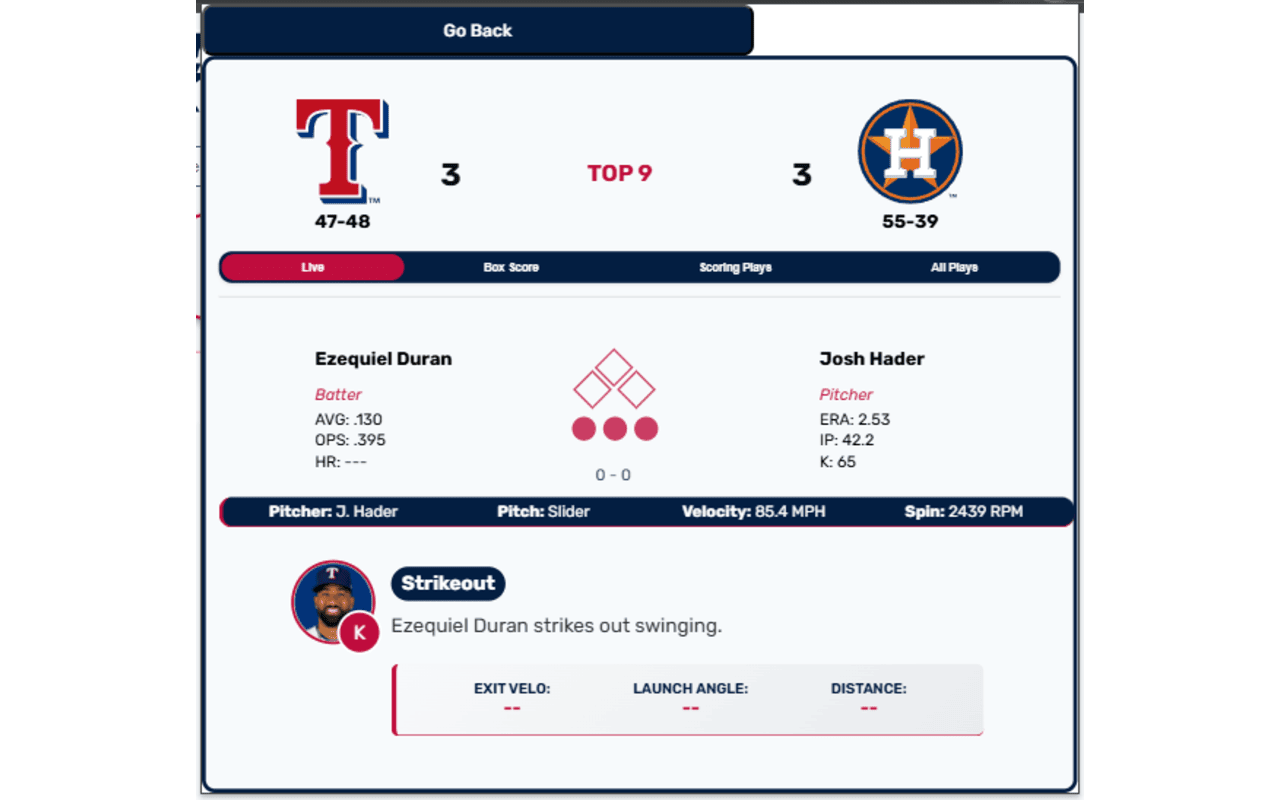 Go Back
T
TM
H
TM
3
TOP 9
3
47-48
55-39
Live
Box Score
Scoring Plays
All Plays
Ezequiel Duran
Batter
AVG: .130
OPS: .395
HR: ---
0 - 0
Josh Hader
Pitcher
ERA: 2.53
IP: 42.2
K: 65
Pitcher: J. Hader
Pitch: Slider
Velocity: 85.4 MPH
Spin: 2439 RPM
T
K
Strikeout
Ezequiel Duran strikes out swinging.
EXIT VELO:
--
LAUNCH ANGLE:
--
DISTANCE:
--